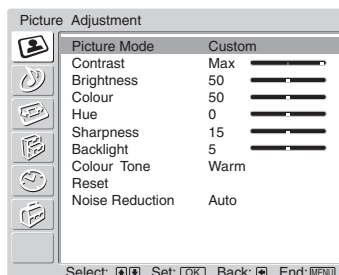 Picture Adjustment
Picture Mode Custom
Contrast Max
Brightness 50
Colour 50
Hue 0
Sharpness 15
Backlight 5
Colour Tone Warm
Reset
Noise Reduction Auto
Select: Set: OK Back: End: MENU